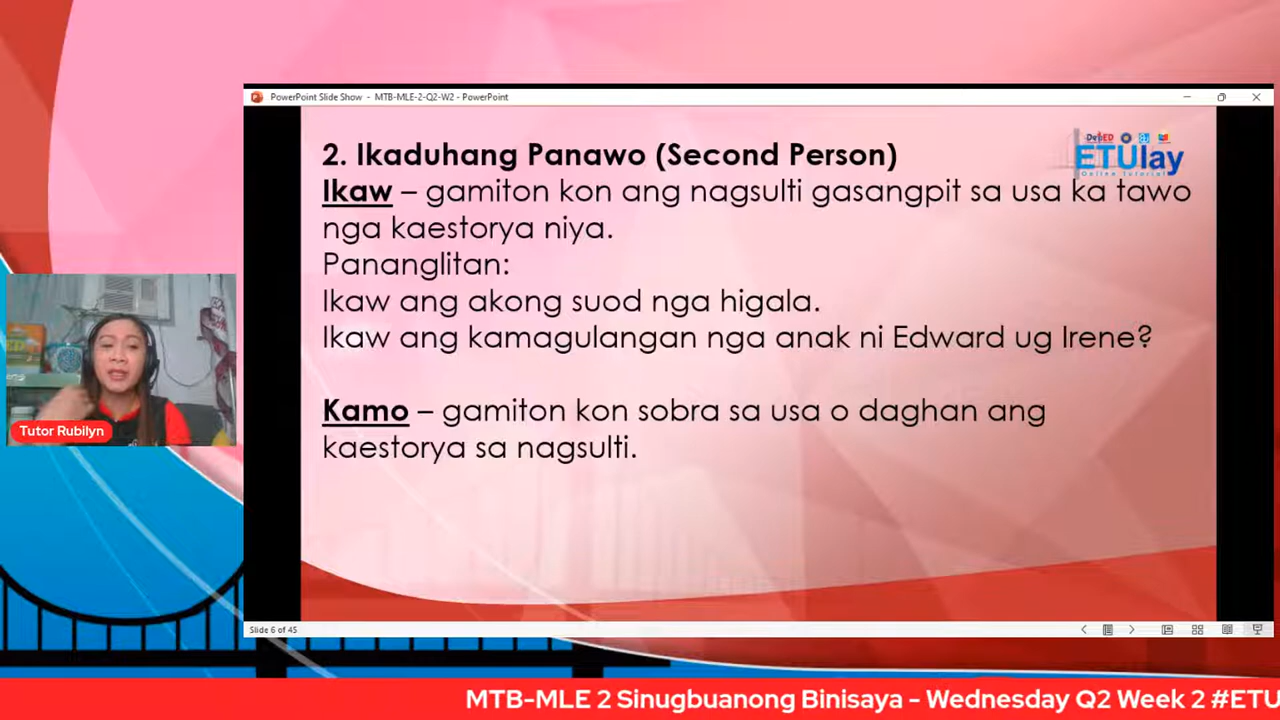 PowerPoint Slide Show - MTB-MLE-2-Q2-W2 - PowerPoint
2. Ikaduhang Panawo (Second Person)
DepED
ETUlay
Online Tutorial
Ikaw – gamiton kon ang nagsulti gasangpit sa usa ka tawo
nga kaestorya niya.
Pananglitan:
Ikaw ang akong suod nga higala.
Ikaw ang kamagulangan nga anak ni Edward ug Irene?
Kamo – gamiton kon sobra sa usa o daghan ang
kaestorya sa nagsulti.
Tutor Rubilyn
Slide 6 of 45
MTB-MLE 2 Sinugbuanong Binisaya - Wednesday Q2 Week 2 #ETU